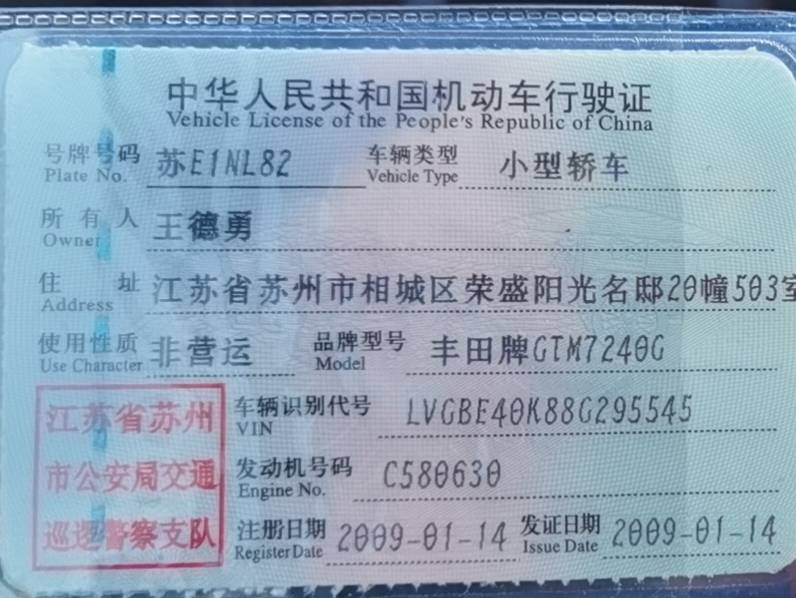 中华人民共和国机动车行驶证
Vehicle License of the People's Republic of China
号牌号码 苏E1NL82 车辆类型 小型轿车
Plate No. Vehicle Type
所有人 王德勇
Owner
住址 江苏省苏州市相城区荣盛阳光名邸20幢503室
Address
使用性质 非营运 品牌型号 丰田牌GTM7240G
Use Character Model
江苏省苏州 车辆识别代号 LVGBE40K88G295545
VIN
市公安局交通 发动机号码 C580630
Engine No.
巡逻警察支队 注册日期 2009-01-14 发证日期 2009-01-14
Register Date Issue Date